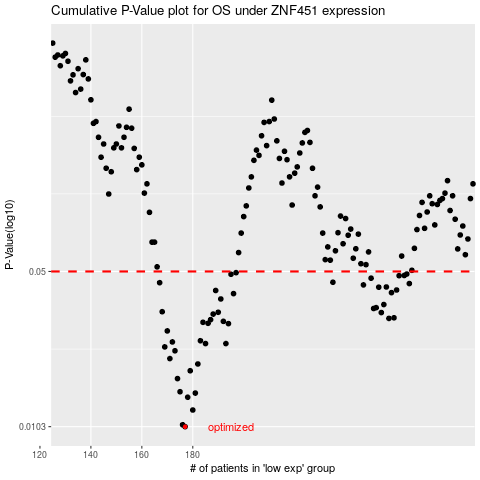 Cumulative P-Value plot for OS under ZNF451 expression
P-Value(log10)
0.05
0.0103
optimized
120 140 160 180
# of patients in 'low exp' group